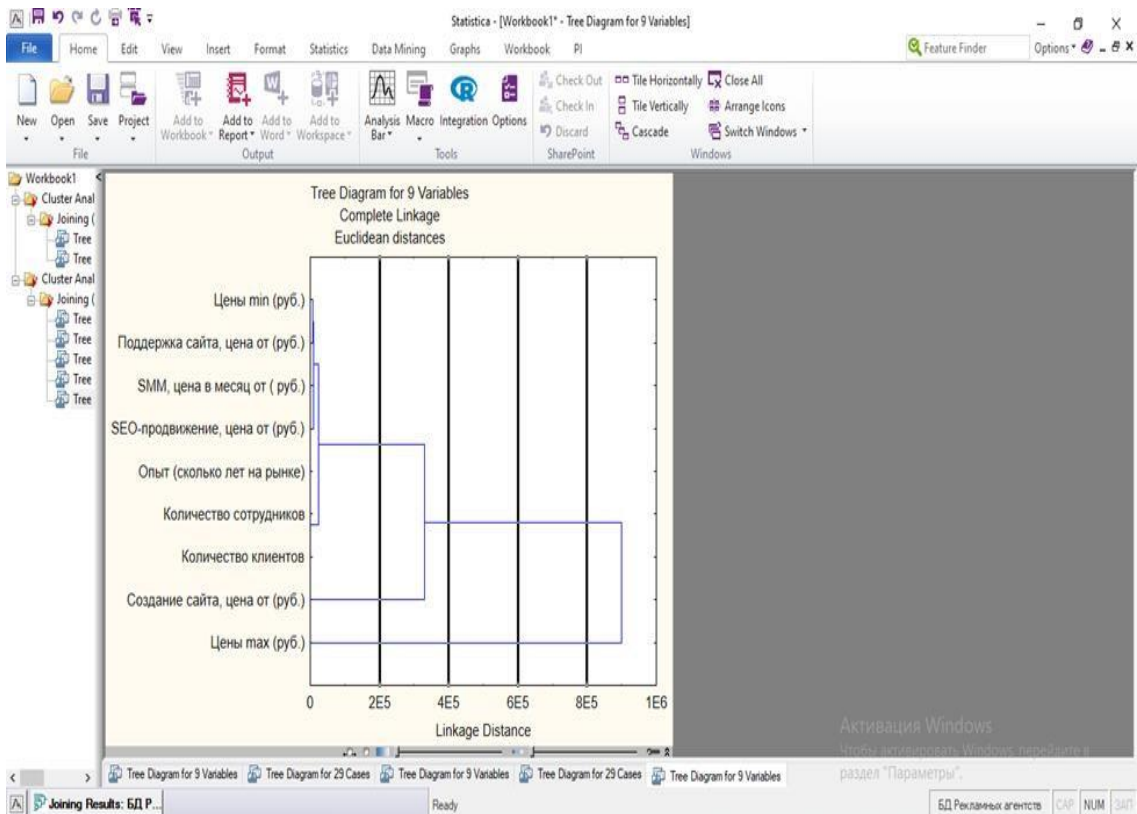 Statistica - [Workbook1* - Tree Diagram for 9 Variables]
File Home Edit View Insert Format Statistics Data Mining Graphs Workbook PI
Feature Finder Options
New Open Save Project
Add to Workbook Add to Report Add to Word Add to Workspace
Analysis Bar Macro Integration Options
Check Out
Check In
Discard
Tile Horizontally Close All
Tile Vertically Arrange Icons
Cascade Switch Windows
File Output Tools SharePoint Windows
Workbook1
Cluster Anal
Joining (
Tree
Tree
Cluster Anal
Joining (
Tree
Tree
Tree
Tree
Tree
Tree Diagram for 9 Variables
Complete Linkage
Euclidean distances
Цены min (руб.)
Поддержка сайта, цена от (руб.)
SMM, цена в месяц от ( руб.)
SEO-продвижение, цена от (руб.)
Опыт (сколько лет на рынке)
Количество сотрудников
Количество клиентов
Создание сайта, цена от (руб.)
Цены max (руб.)
0 2E5 4E5 6E5 8E5 1E6
Linkage Distance
Активация Windows
Чтобы активировать Windows, перейдите в
раздел "Параметры".
Tree Diagram for 9 Variables Tree Diagram for 29 Cases Tree Diagram for 9 Variables Tree Diagram for 29 Cases Tree Diagram for 9 Variables
Joining Results: БД Р...
Ready
БД Рекламных агентств CAP NUM ЗАП